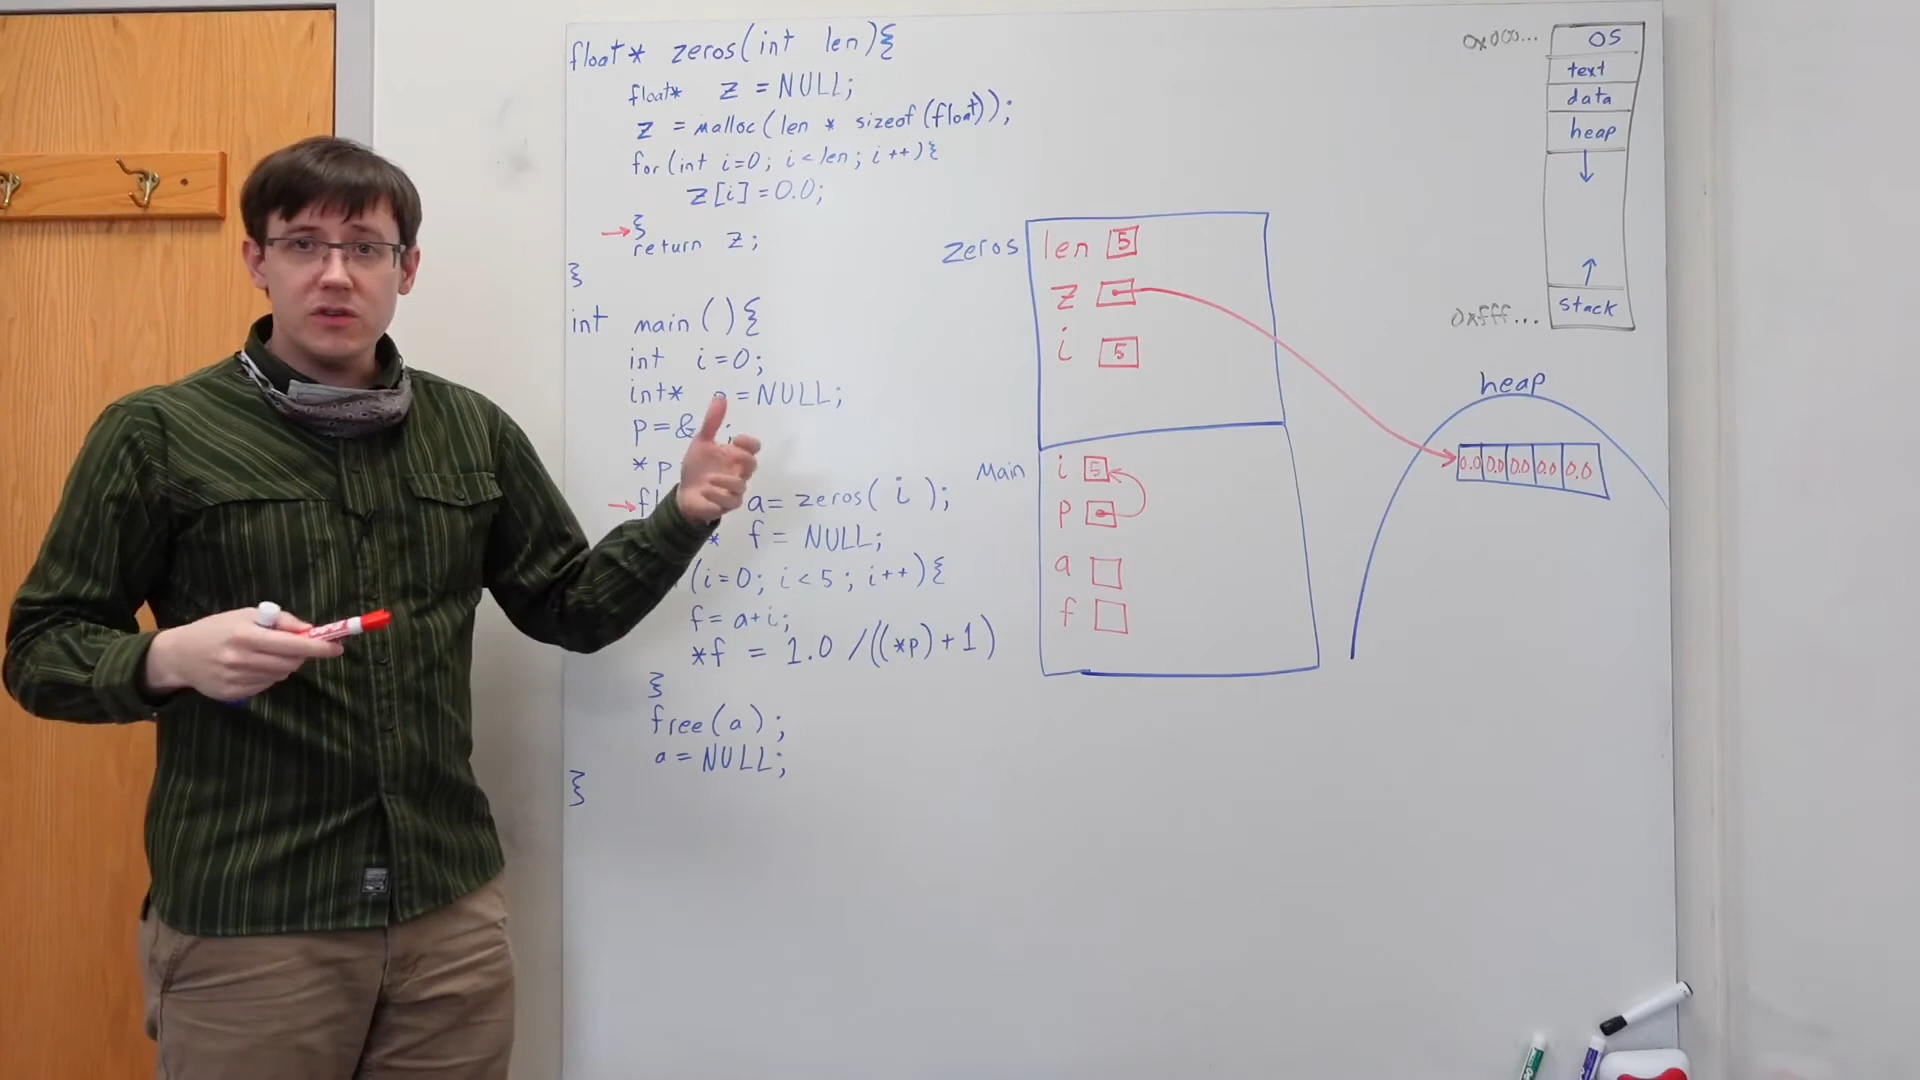 float* zeros(int len){
float* z = NULL;
z = malloc(len * sizeof(float));
for(int i=0; i<len; i++){
z[i]=0.0;
}
return z;
}
int main(){
int i=0;
int* = NULL;
p=&
*p
a= zeros( i );
* f = NULL;
(i=0; i<5; i++){
f= a+i;
*f = 1.0 /((*p)+1)
}
free(a);
a= NULL;
}
zeros
len 5
z
i 5
Main
i 5
p
a
f
0x000...
OS
text
data
heap
stack
0xfff...
heap
0.0 0.0 0.0 0.0 0.0